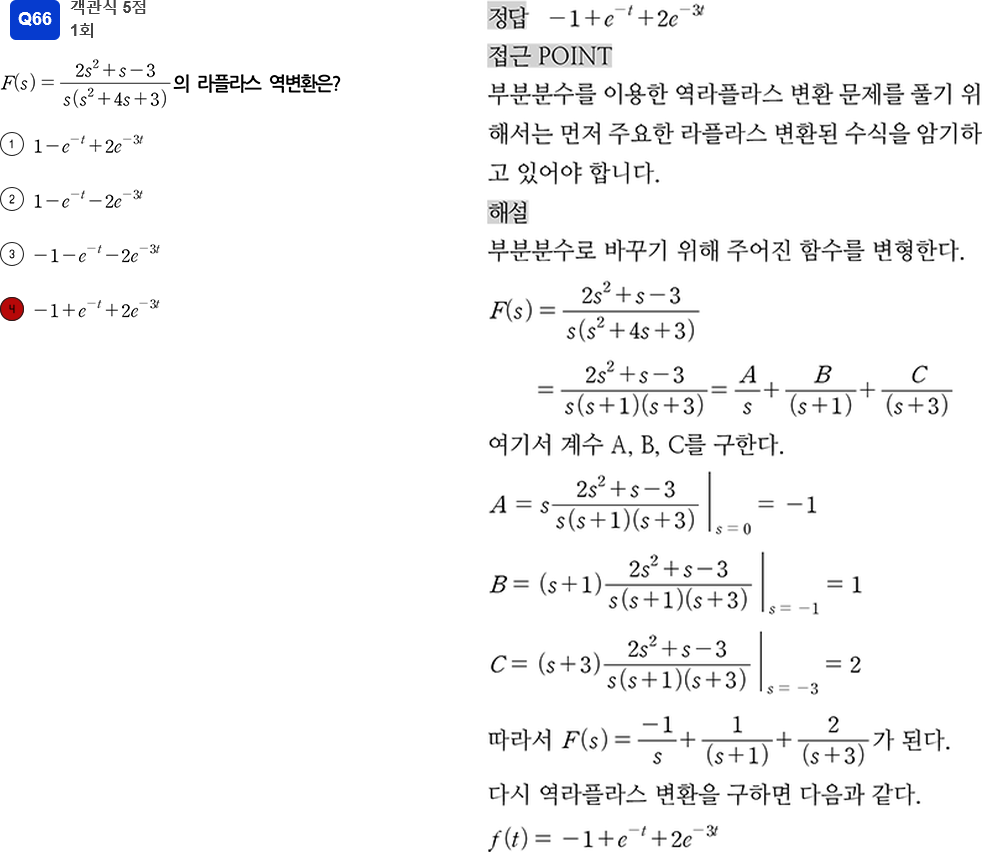 Q66
객관식 5점
1회
F(s) = \frac{2s^2+s-3}{s(s^2+4s+3)}의 라플라스 역변환은?
① 1-e^{-t}+2e^{-3t}
② 1-e^{-t}-2e^{-3t}
③ -1-e^{-t}-2e^{-3t}
④ -1+e^{-t}+2e^{-3t}
정답 -1+e^{-t}+2e^{-3t}
접근 POINT
부분분수를 이용한 역라플라스 변환 문제를 풀기 위
해서는 먼저 주요한 라플라스 변환된 수식을 암기하
고 있어야 합니다.
해설
부분분수로 바꾸기 위해 주어진 함수를 변형한다.
F(s) = \frac{2s^2+s-3}{s(s^2+4s+3)}
= \frac{2s^2+s-3}{s(s+1)(s+3)} = \frac{A}{s} + \frac{B}{(s+1)} + \frac{C}{(s+3)}
여기서 계수 A, B, C를 구한다.
A = s\frac{2s^2+s-3}{s(s+1)(s+3)} |_{s=0} = -1
B = (s+1)\frac{2s^2+s-3}{s(s+1)(s+3)} |_{s=-1} = 1
C = (s+3)\frac{2s^2+s-3}{s(s+1)(s+3)} |_{s=-3} = 2
따라서 F(s) = \frac{-1}{s} + \frac{1}{(s+1)} + \frac{2}{(s+3)}가 된다.
다시 역라플라스 변환을 구하면 다음과 같다.
f(t) = -1+e^{-t}+2e^{-3t}